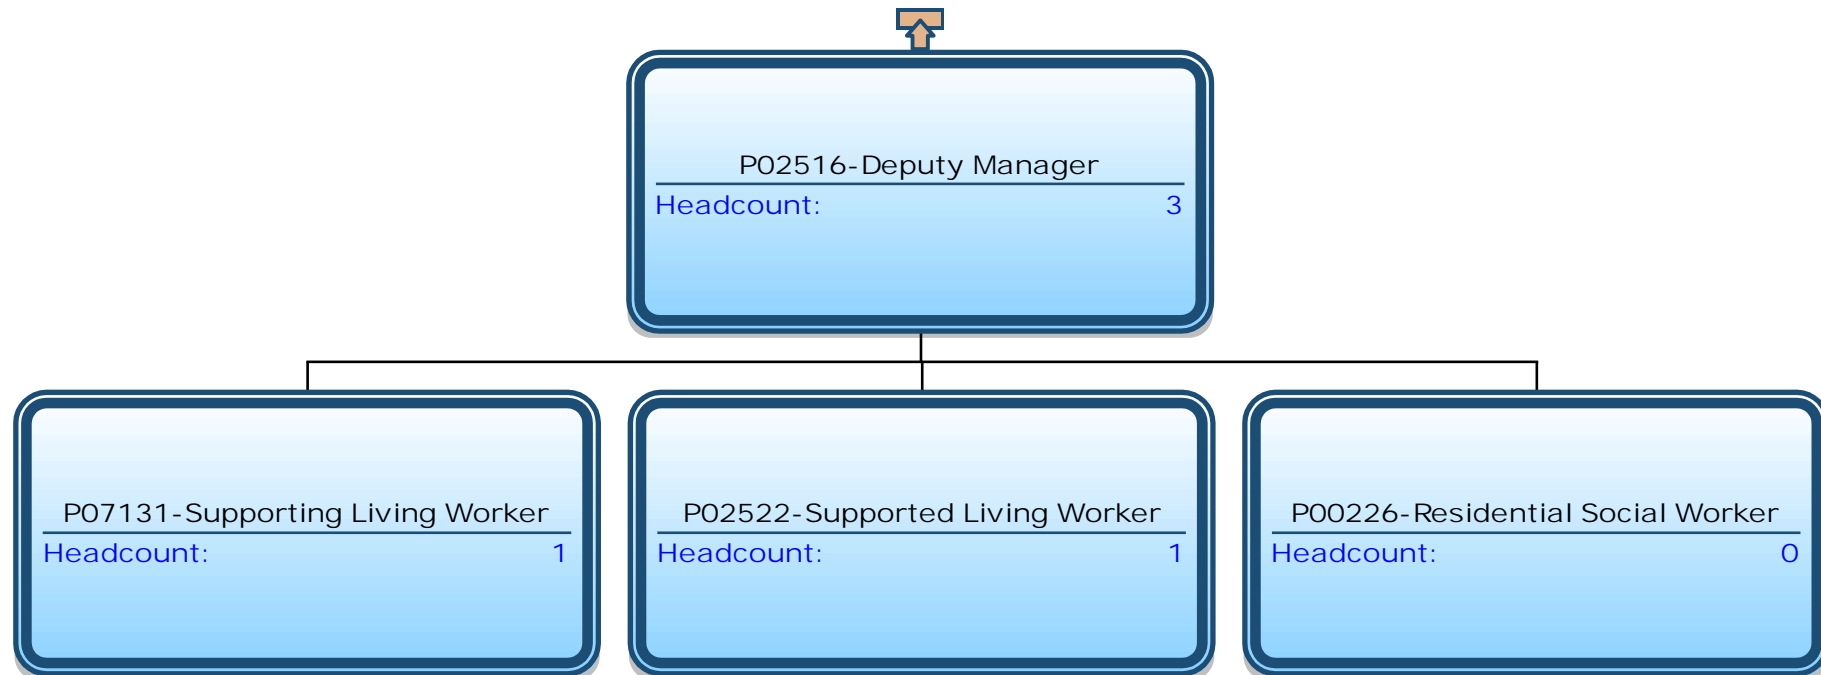 P02516-Deputy Manager
Headcount: 3
P07131-Supporting Living Worker
Headcount: 1
P02522-Supported Living Worker
Headcount: 1
P00226-Residential Social Worker
Headcount: 0